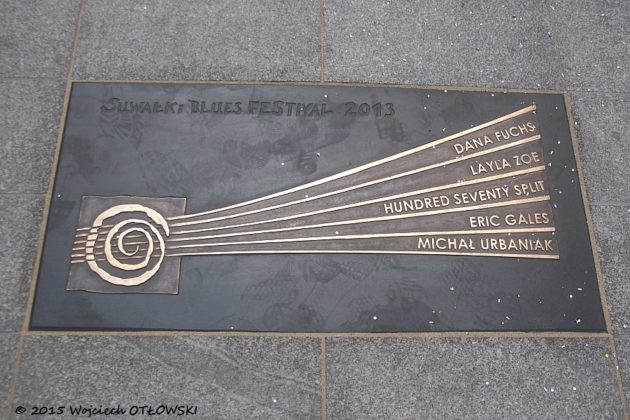 SUWAŁKI BLUES FESTIVAL 2013
DANA FUCHS
LAYLA ZOE
HUNDRED SEVENTY SPLIT
ERIC GALES
MICHAŁ URBANIAK
© 2015 Wojciech OTŁOWSKI